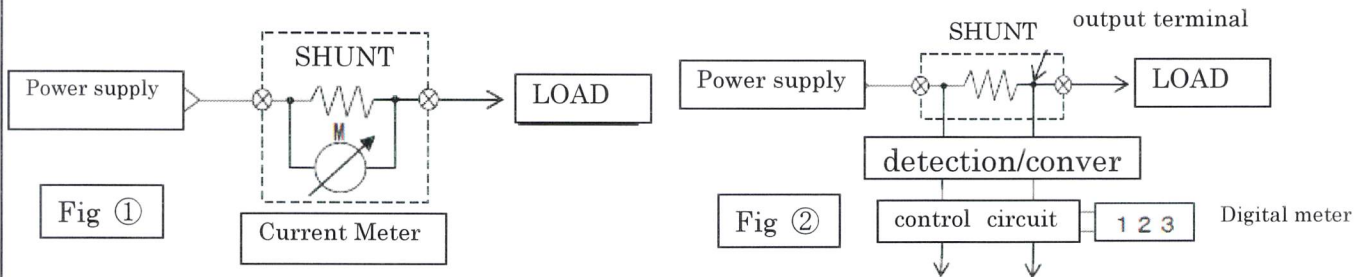 SHUNT
Power supply
LOAD
M
Fig ①
Current Meter
output terminal
SHUNT
Power supply
LOAD
detection/conver
control circuit
1 2 3
Digital meter
Fig ②